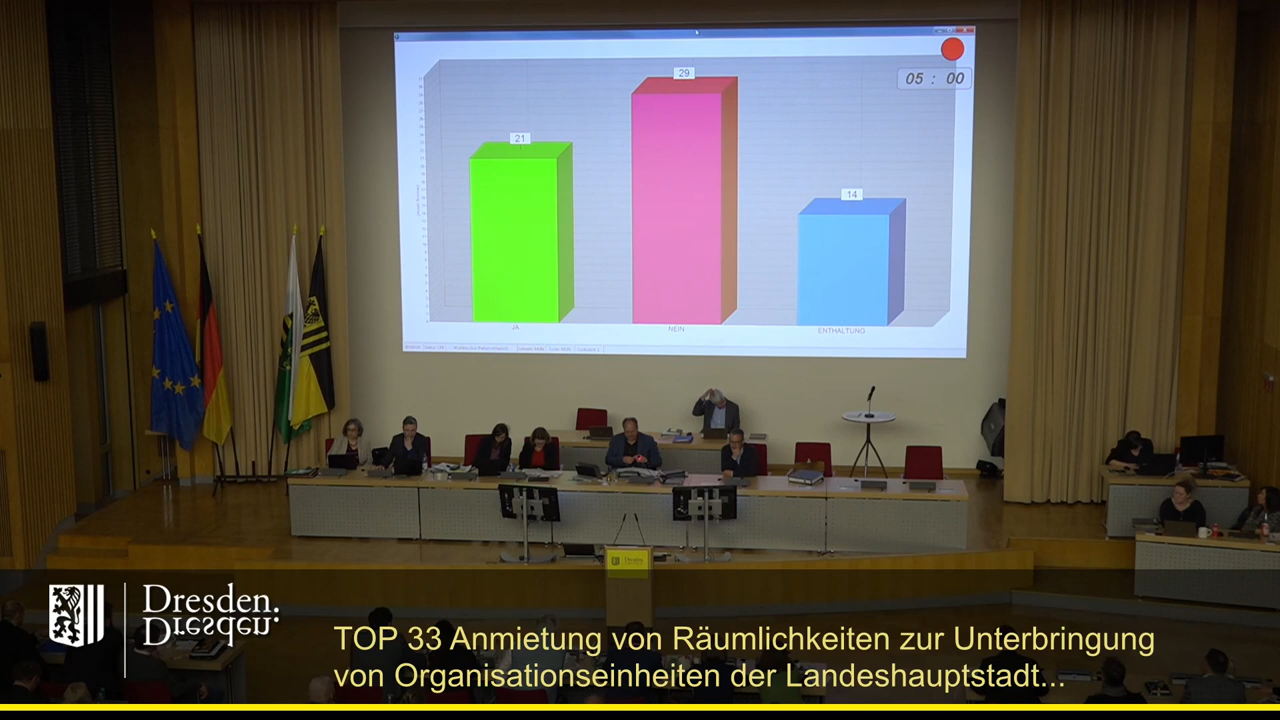 29
05 : 00
21
14
JA
NEIN
ENTHALTUNG
Dresden.
Dresden.
TOP 33 Anmietung von Räumlichkeiten zur Unterbringung
von Organisationseinheiten der Landeshauptstadt...